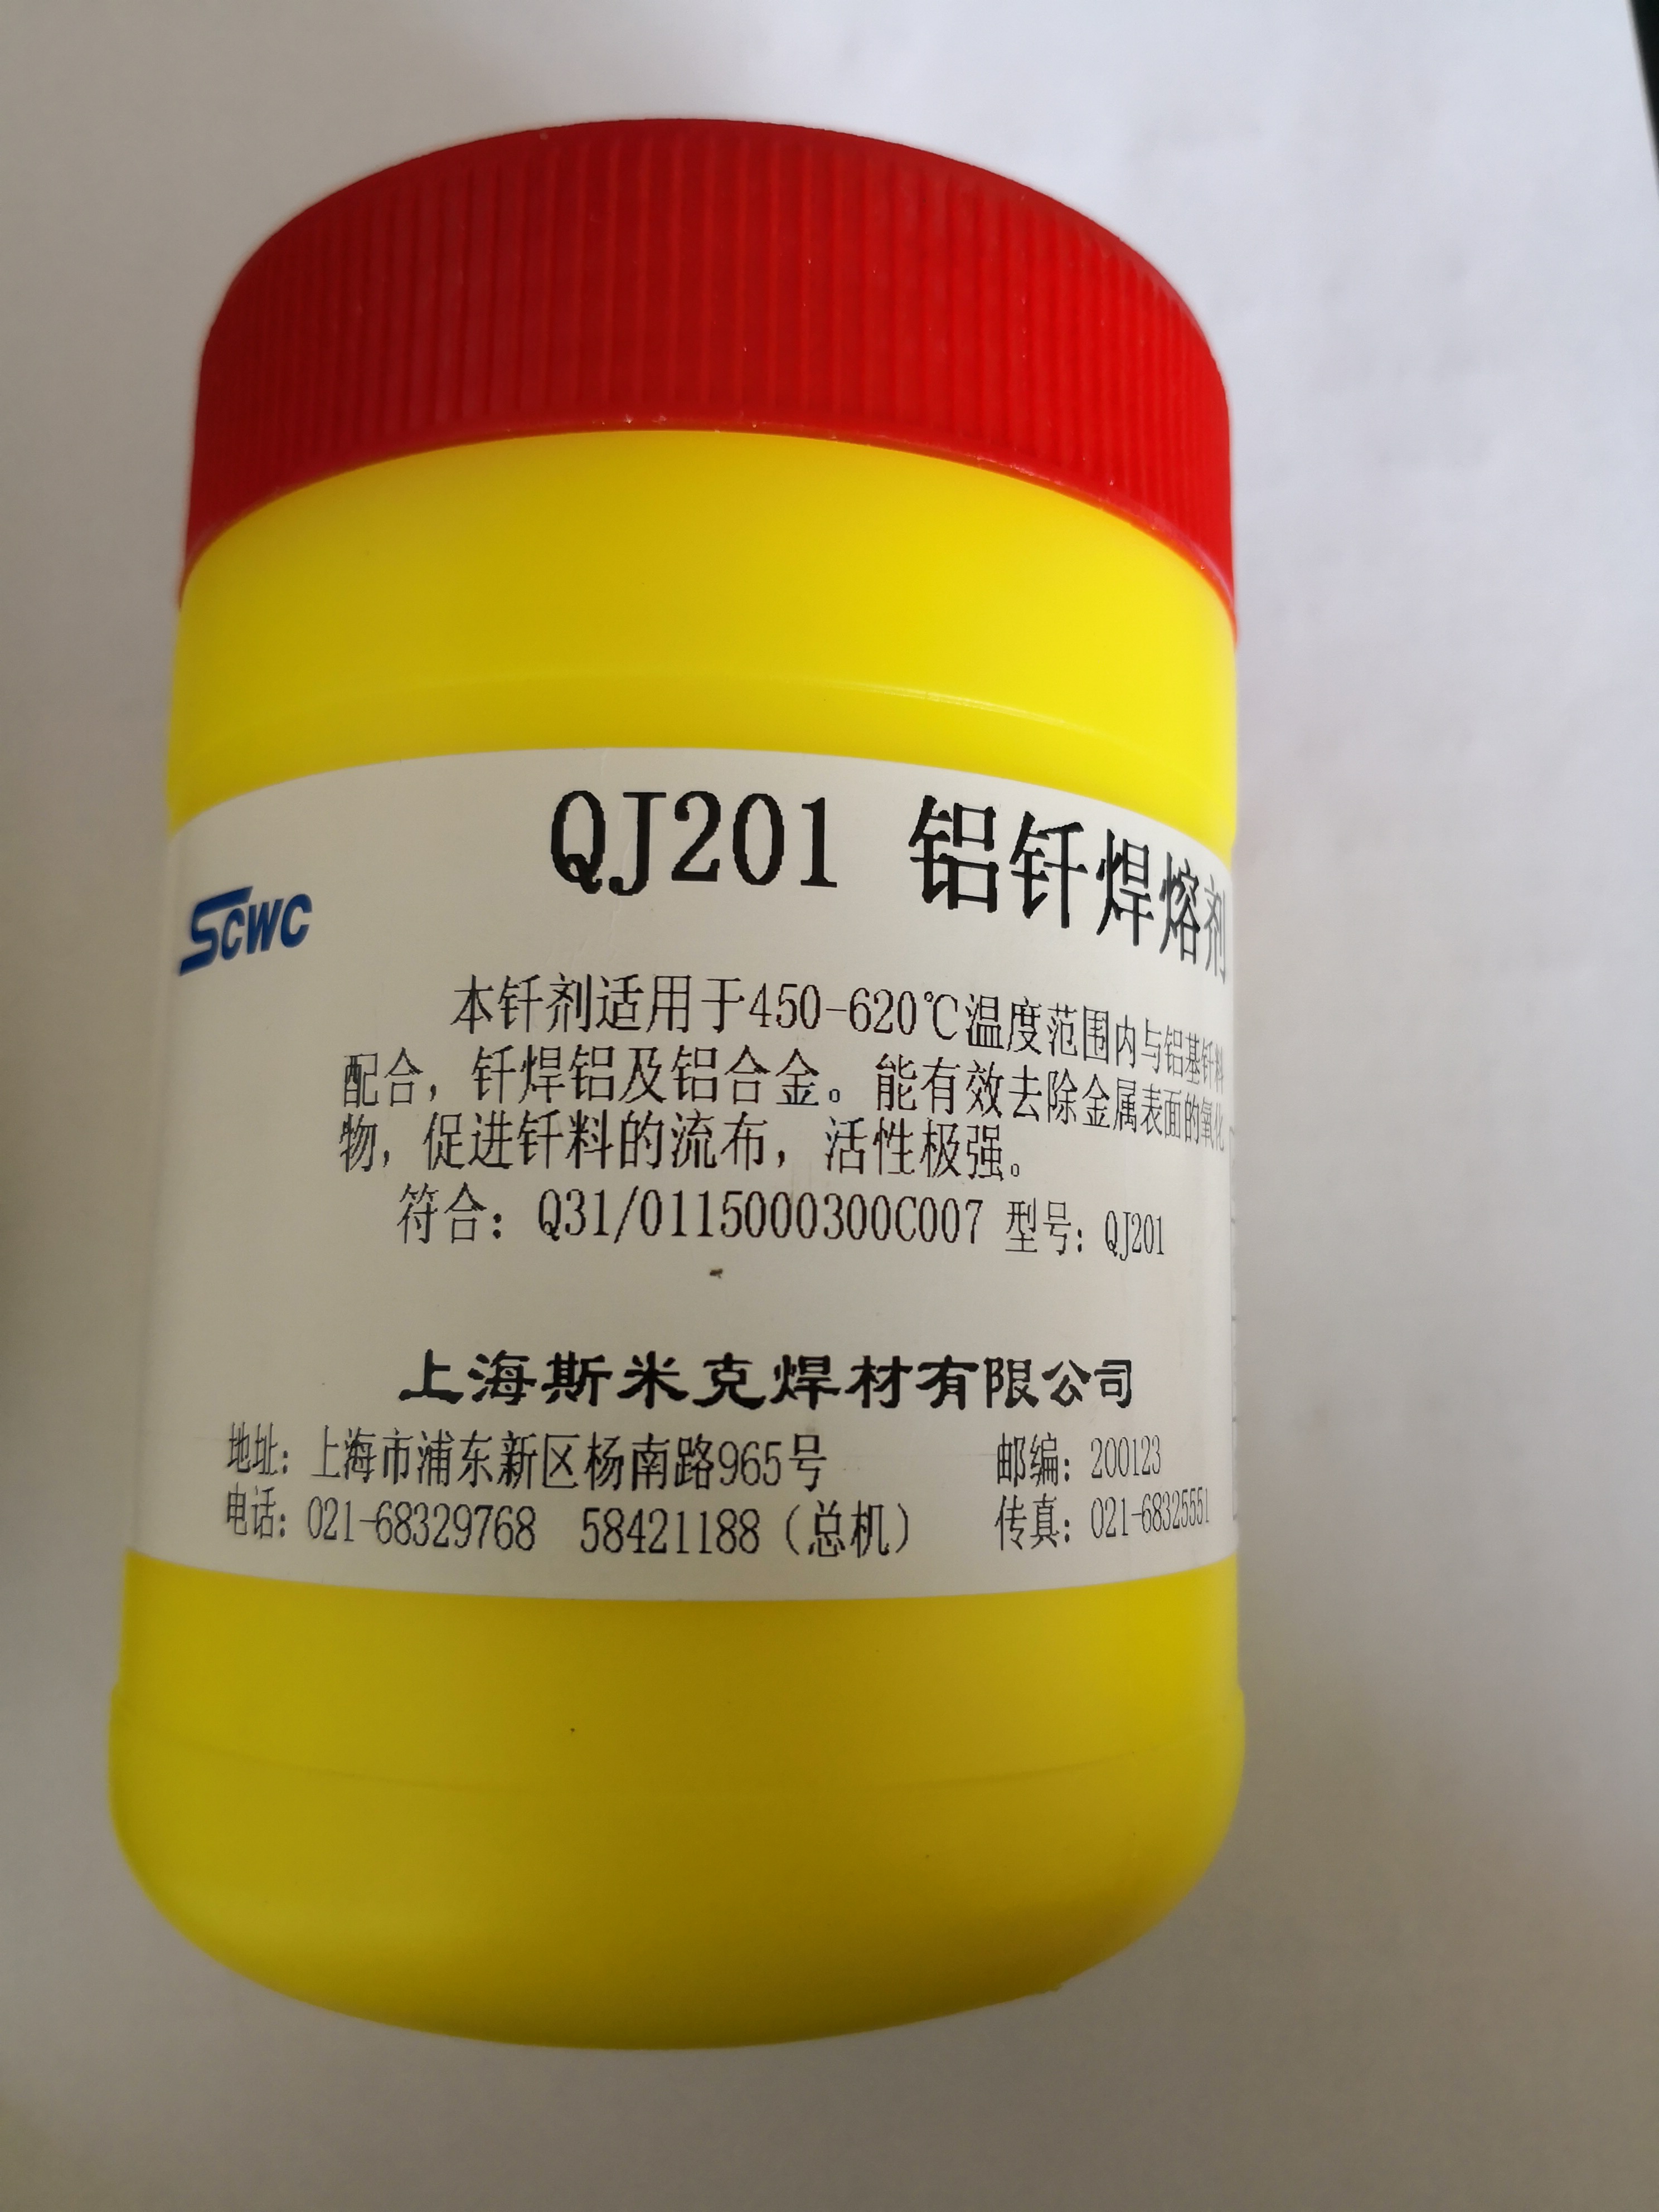 QJ201 铝钎焊熔剂
SCWC
本钎剂适用于450-620℃温度范围内与铝基钎料
配合，钎焊铝及铝合金。能有效去除金属表面的氧化
物，促进钎料的流布，活性极强。
符合：Q31/0115000300C007 型号：QJ201
上海斯米克焊材有限公司
地址：上海市浦东新区杨南路965号 邮编：200123
电话：021-68329768 58421188（总机） 传真：021-68325551